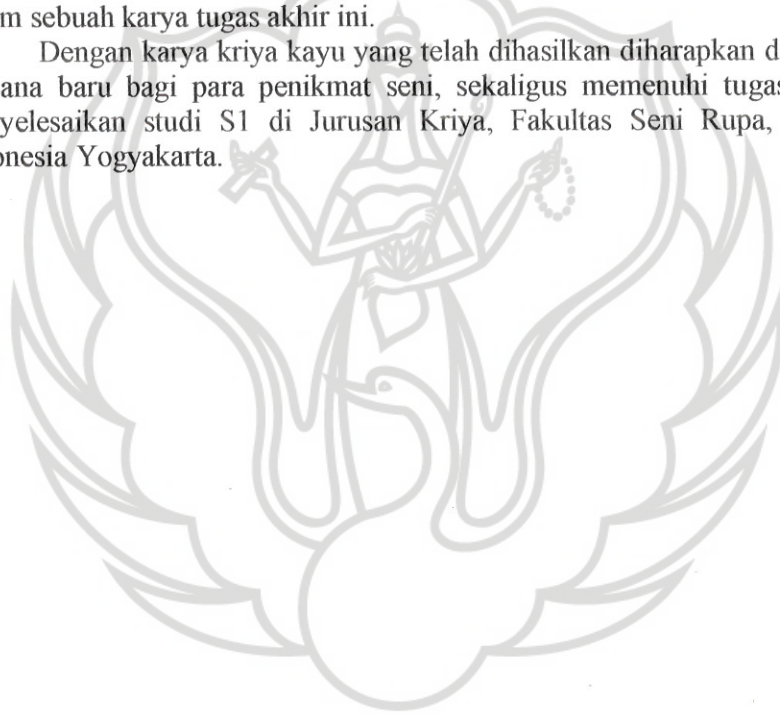 m sebuah karya tugas akhir ini.
Dengan karya kriya kayu yang telah dihasilkan diharapkan d
ana baru bagi para penikmat seni, sekaligus memenuhi tugas
yelesaikan studi S1 di Jurusan Kriya, Fakultas Seni Rupa,
onesia Yogyakarta.